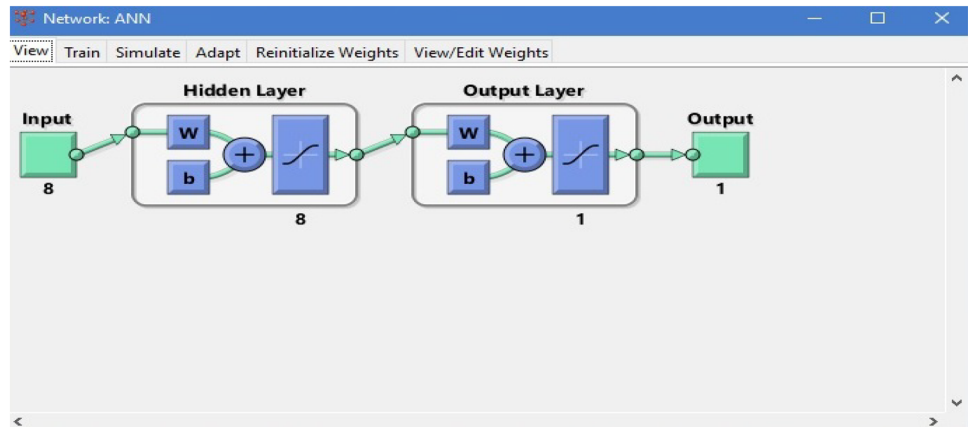 Network: ANN
View Train Simulate Adapt Reinitialize Weights View/Edit Weights
Hidden Layer Output Layer
Input Output
W W
b b
8 1
8 1